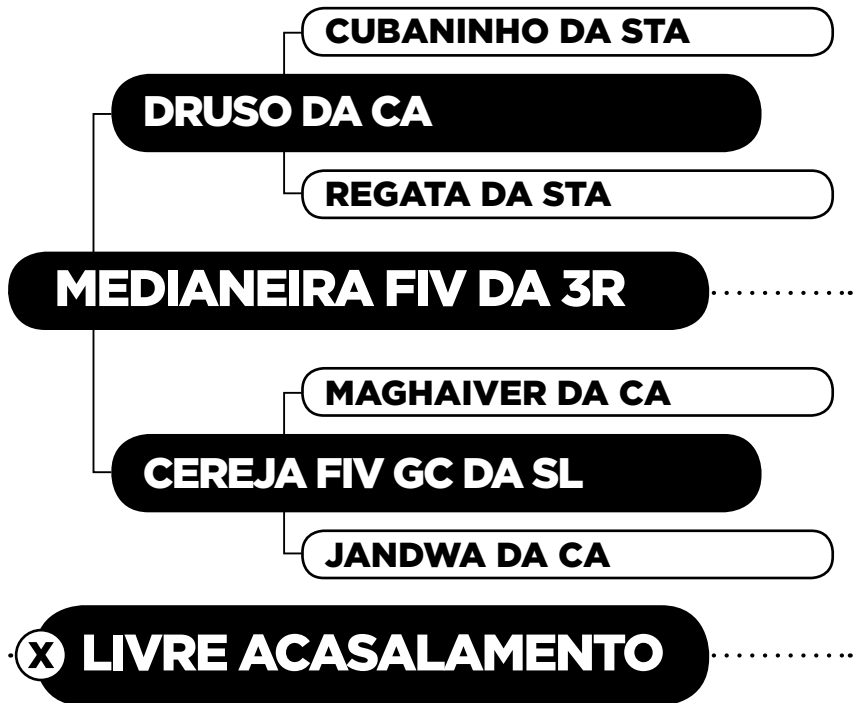 CUBANINHO DA STA
DRUSO DA CA
REGATA DA STA
MEDIANEIRA FIV DA 3R
MAGHAIVER DA CA
CEREJA FIV GC DA SL
JANDWA DA CA
X LIVRE ACASALAMENTO